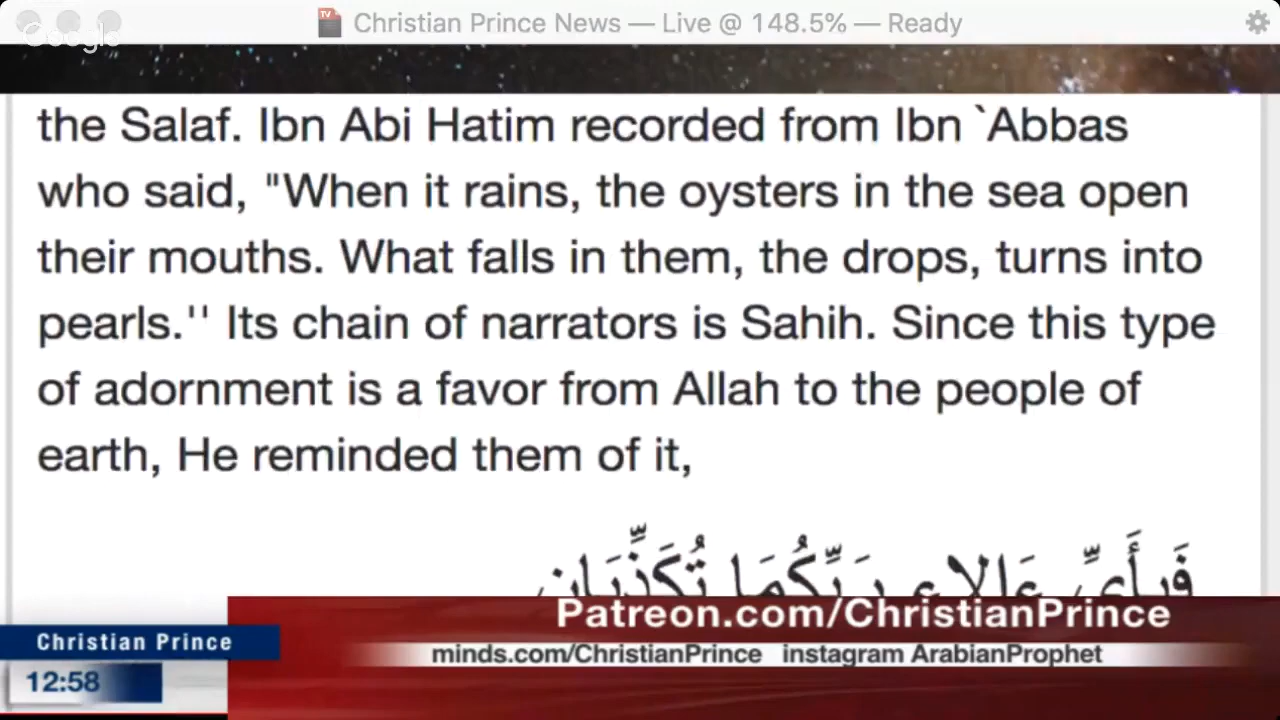 Christian Prince News — Live @ 148.5% — Ready
Google
the Salaf. Ibn Abi Hatim recorded from Ibn `Abbas
who said, "When it rains, the oysters in the sea open
their mouths. What falls in them, the drops, turns into
pearls.'' Its chain of narrators is Sahih. Since this type
of adornment is a favor from Allah to the people of
earth, He reminded them of it,
فَبِأَىِّ ءَالاءِ رَبِّكُمَا تُكَذِّبَانِ
Patreon.com/ChristianPrince
Christian Prince
minds.com/ChristianPrince instagram ArabianProphet
12:58